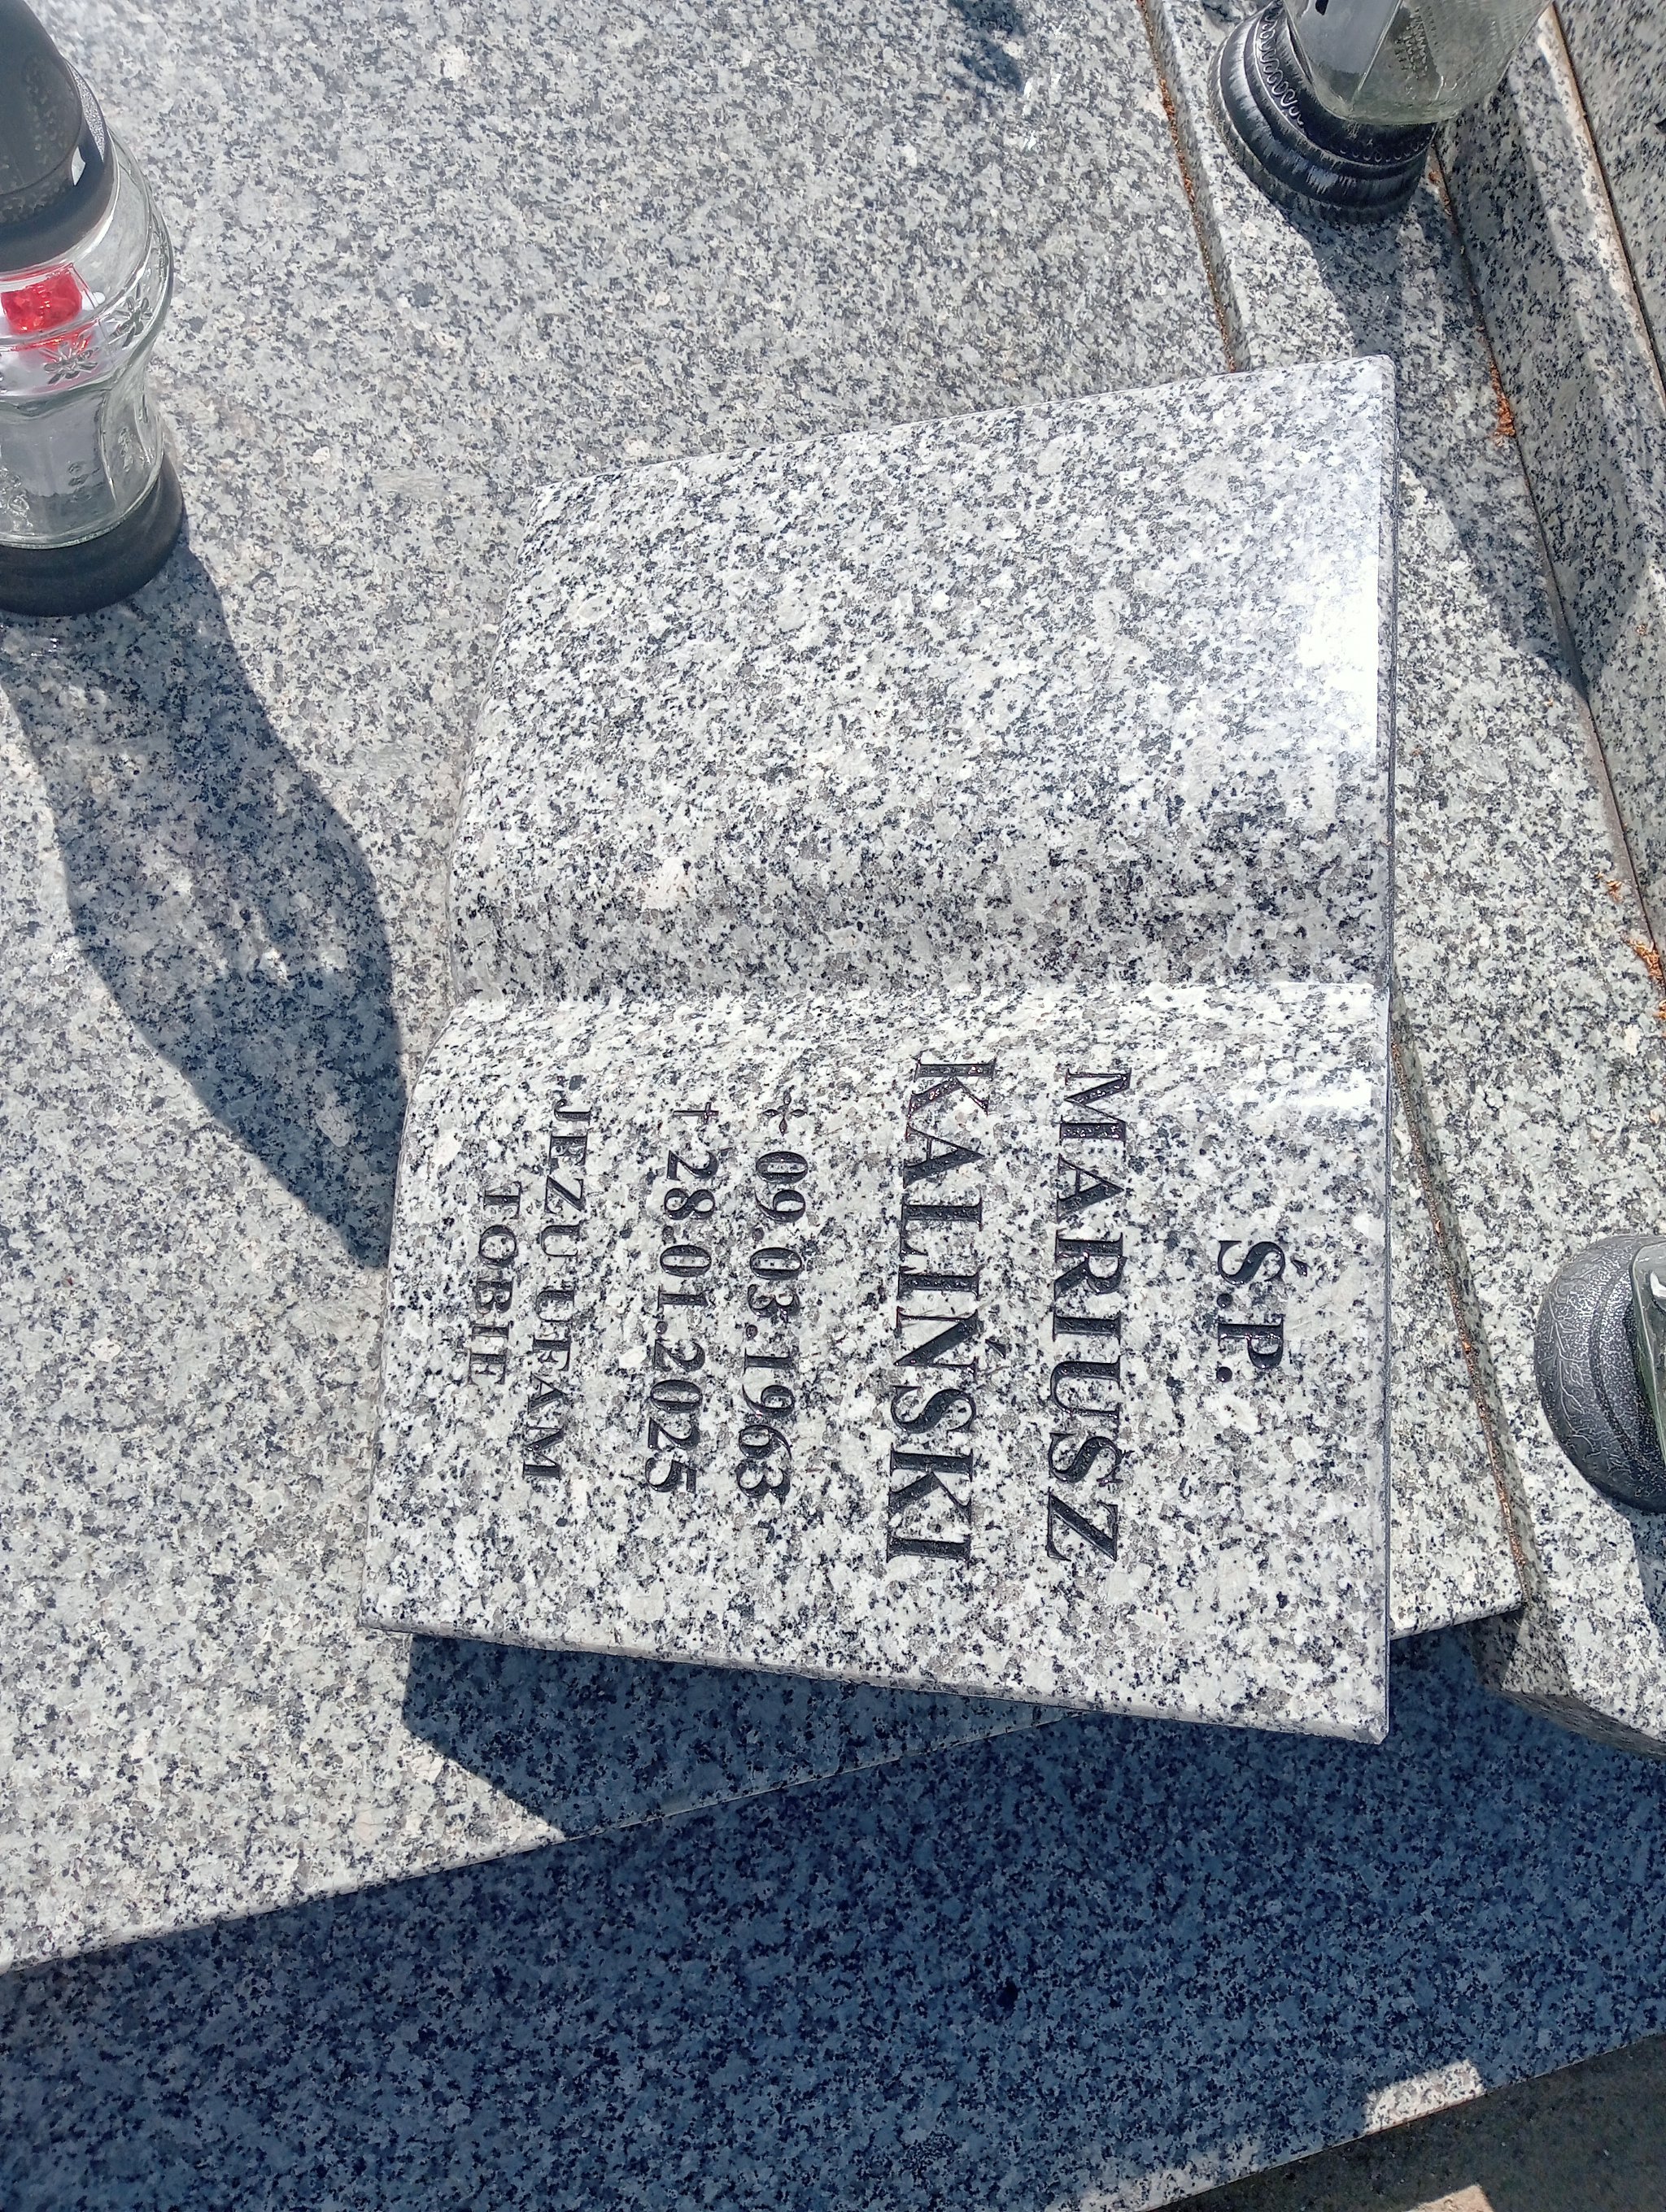 Ś.P.
MARIUSZ
KALIŃSKI
09.03.1963
†28.01.2025
"JEZU UFAM
TOBIE